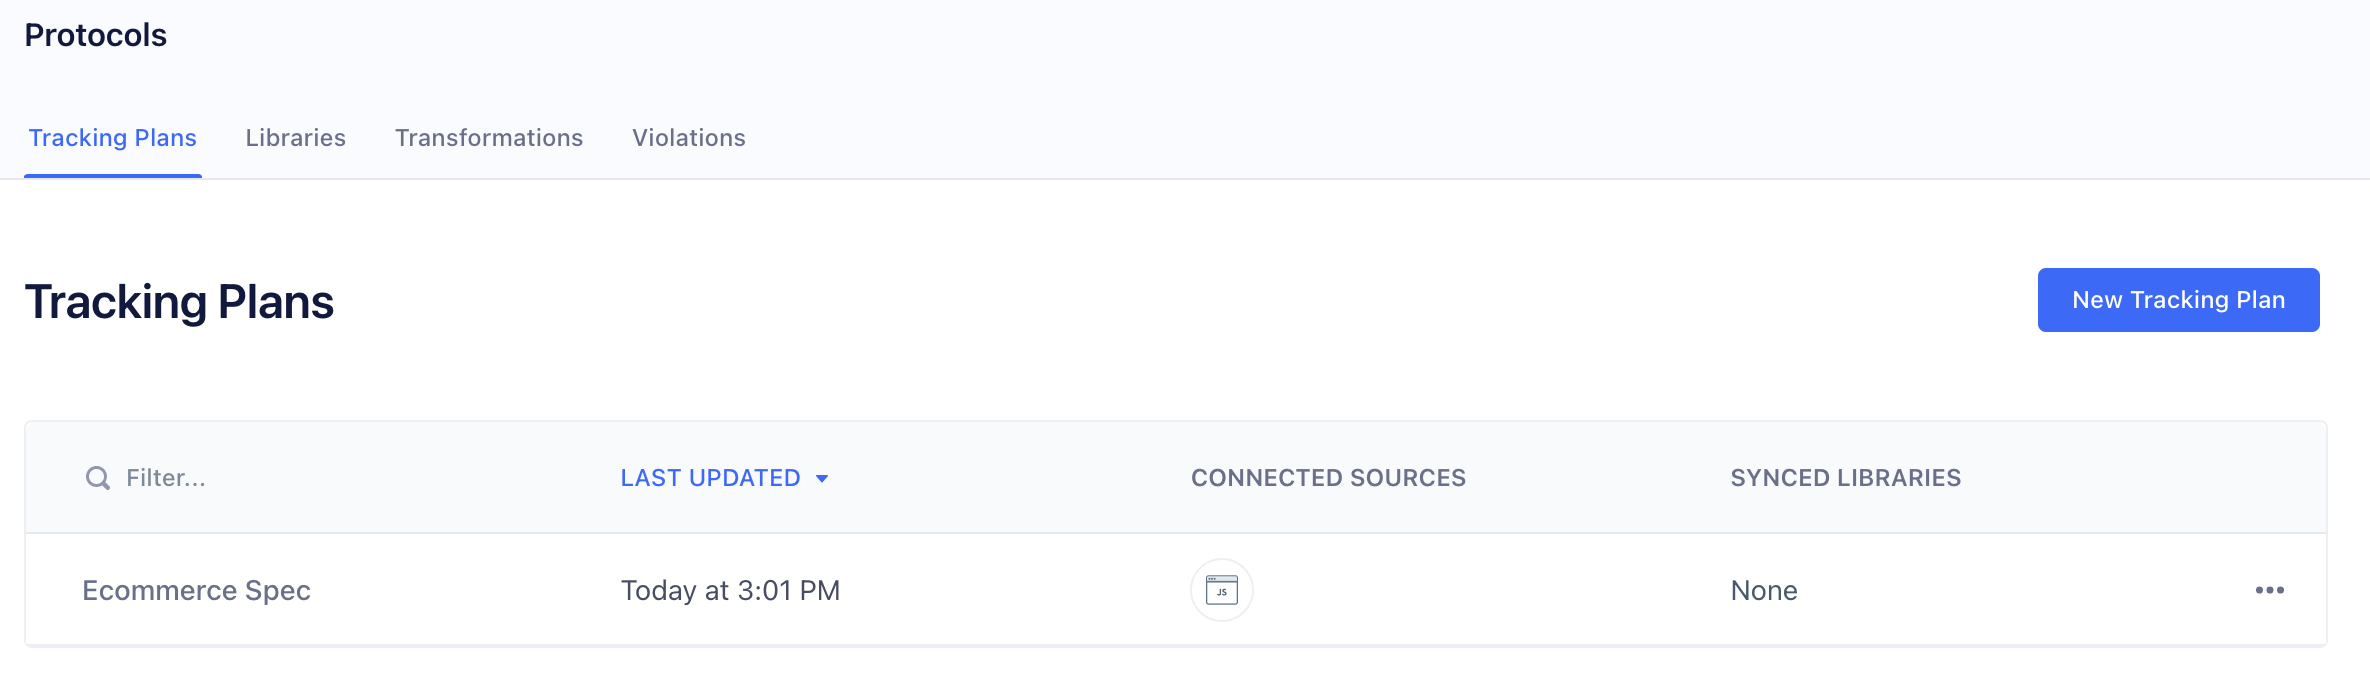 Protocols
Tracking Plans Libraries Transformations Violations
Tracking Plans
New Tracking Plan
Filter... LAST UPDATED CONNECTED SOURCES SYNCED LIBRARIES
Ecommerce Spec Today at 3:01 PM JS None